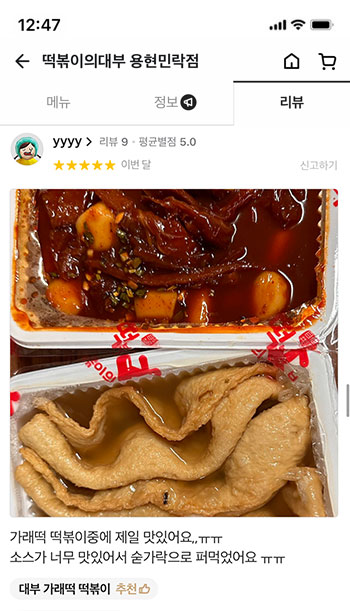 12:47
떡볶이의대부 용현민락점
메뉴
정보
리뷰
yyyy > 리뷰 9 · 평균별점 5.0
★★★★★ 이번 달
신고하기
가래떡 떡볶이중에 제일 맛있어요,,ㅠㅠ
소스가 너무 맛있어서 숟가락으로 퍼먹었어요 ㅠㅠ
대부 가래떡 떡볶이 추천